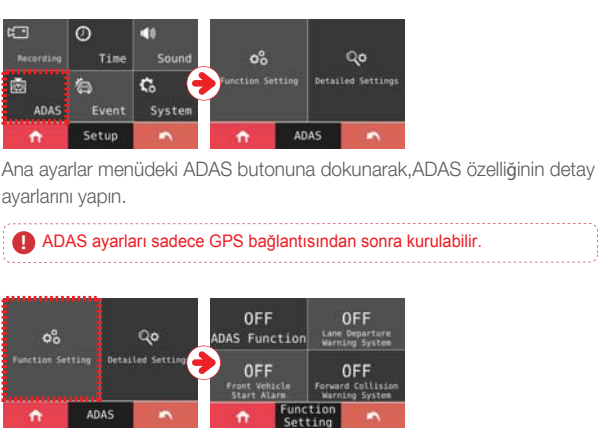 Recording Time Sound
ADAS Event System
Setup
Function Setting Detailed Settings
ADAS
Ana ayarlar menüdeki ADAS butonuna dokunarak,ADAS özelliğinin detay
ayarlarını yapın.
! ADAS ayarları sadece GPS bağlantısından sonra kurulabilir.
Function Setting Detailed Settings
ADAS
OFF
ADAS Function
OFF
Lane Departure
Warning System
OFF
Front Vehicle
Start Alarm
OFF
Forward Collision
Warning System
Function
Setting